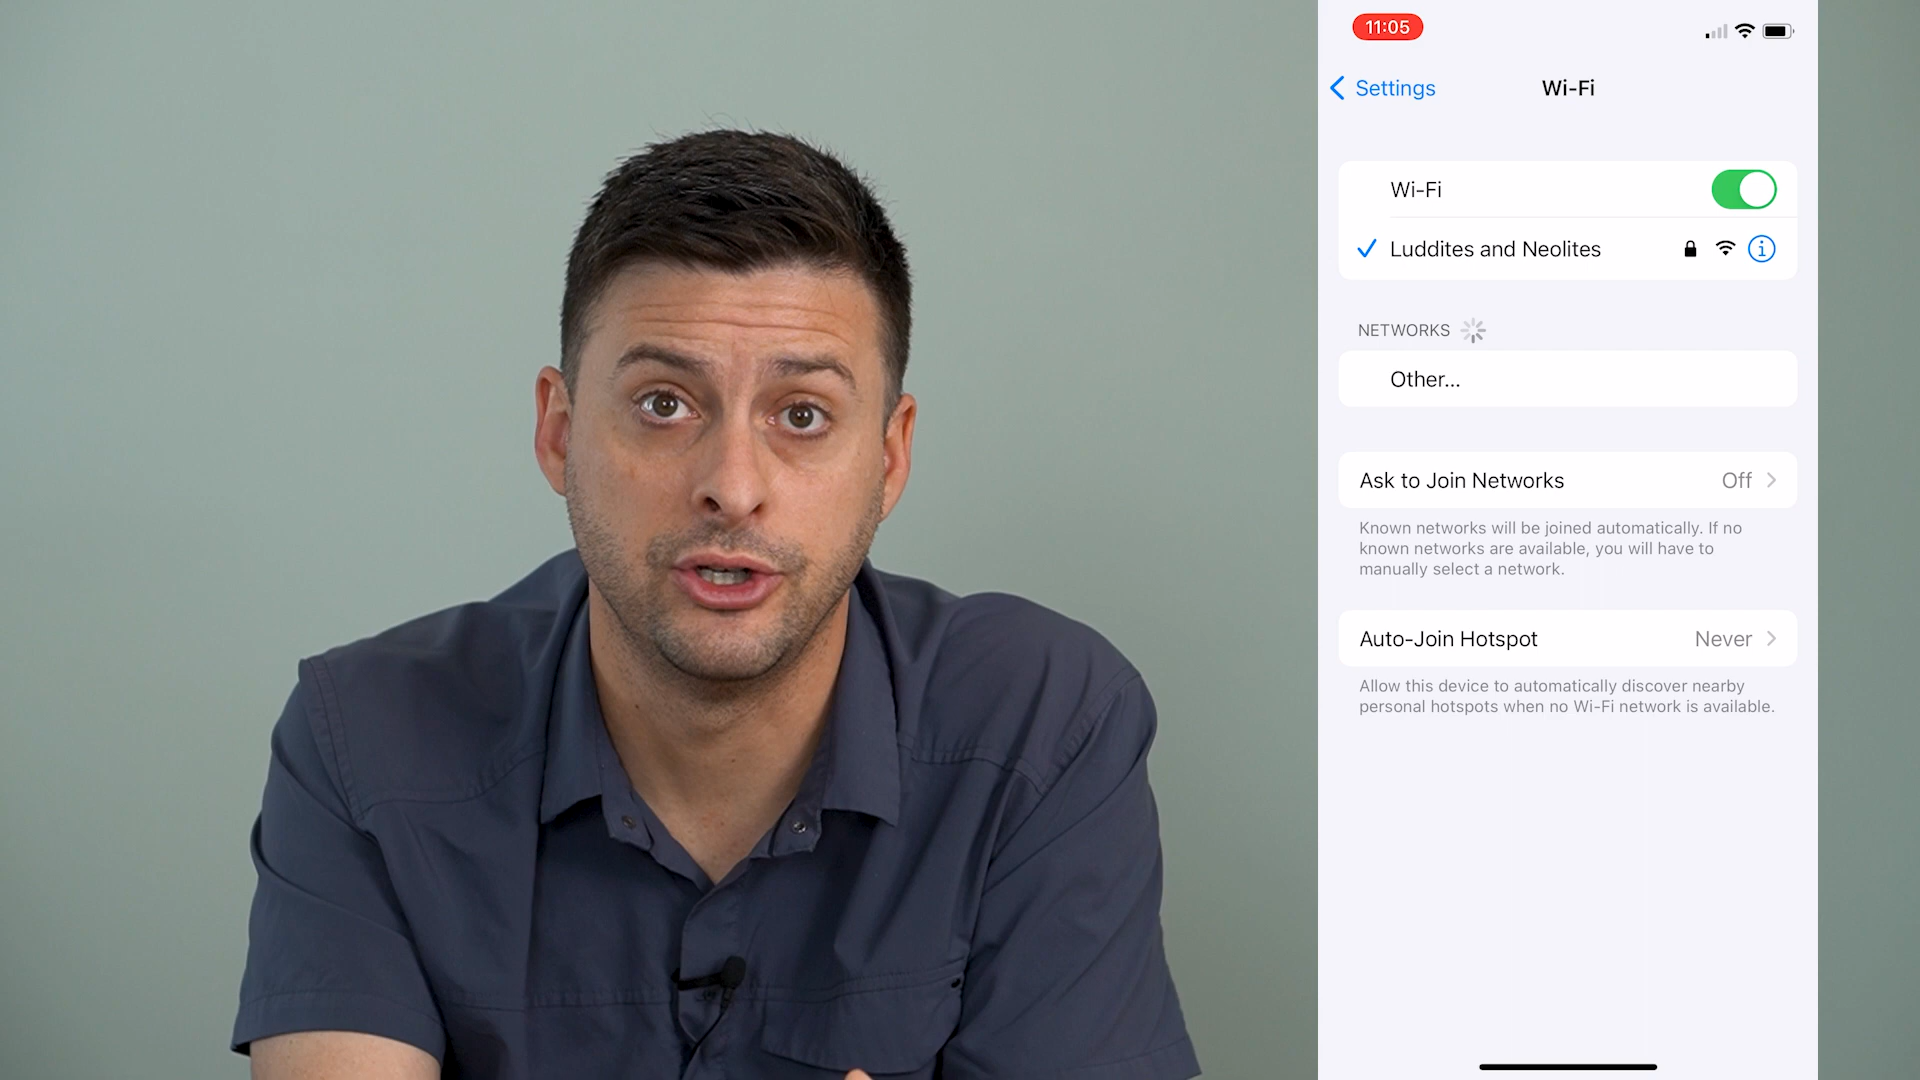 11:05
Settings
Wi-Fi
Wi-Fi
Luddites and Neolites
NETWORKS
Other...
Ask to Join Networks Off
Known networks will be joined automatically. If no
known networks are available, you will have to
manually select a network.
Auto-Join Hotspot Never
Allow this device to automatically discover nearby
personal hotspots when no Wi-Fi network is available.